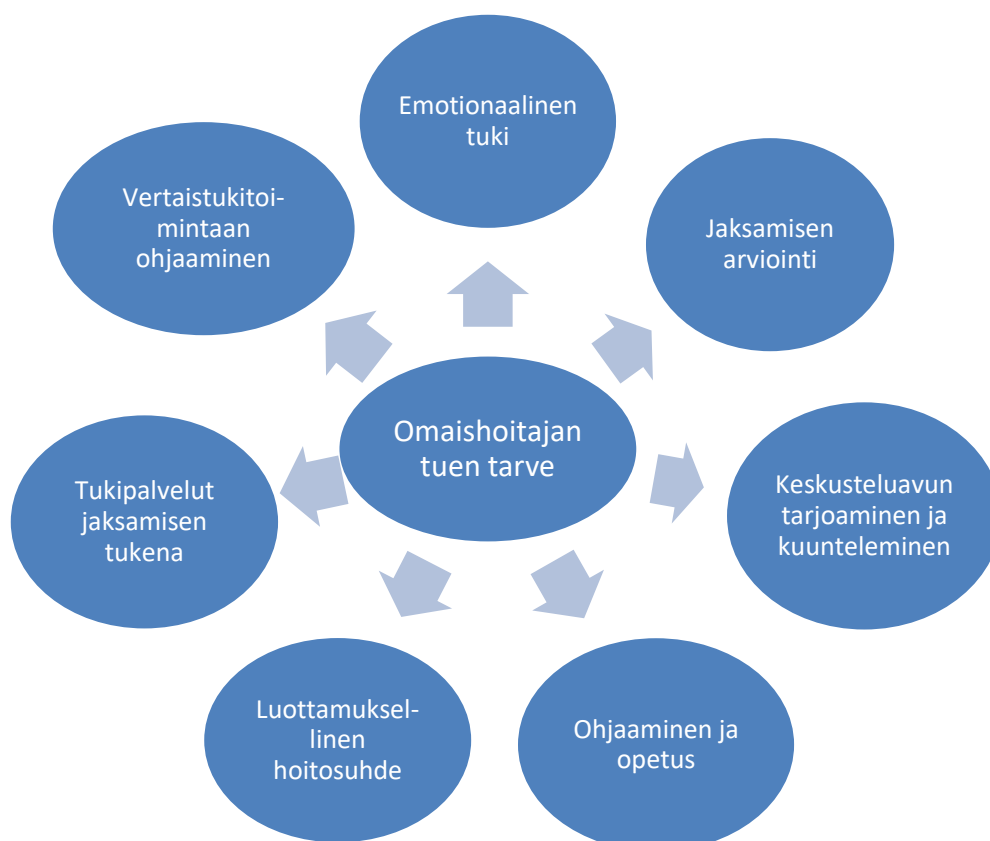 Emotionaalinen
tuki
Vertaistukitoi-
mintaan
ohjaaminen
Jaksamisen
arviointi
Omaishoitajan
tuen tarve
Tukipalvelut
jaksamisen
tukena
Keskusteluavun
tarjoaminen ja
kuunteleminen
Luottamuksel-
linen
hoitosuhde
Ohjaaminen ja
opetus